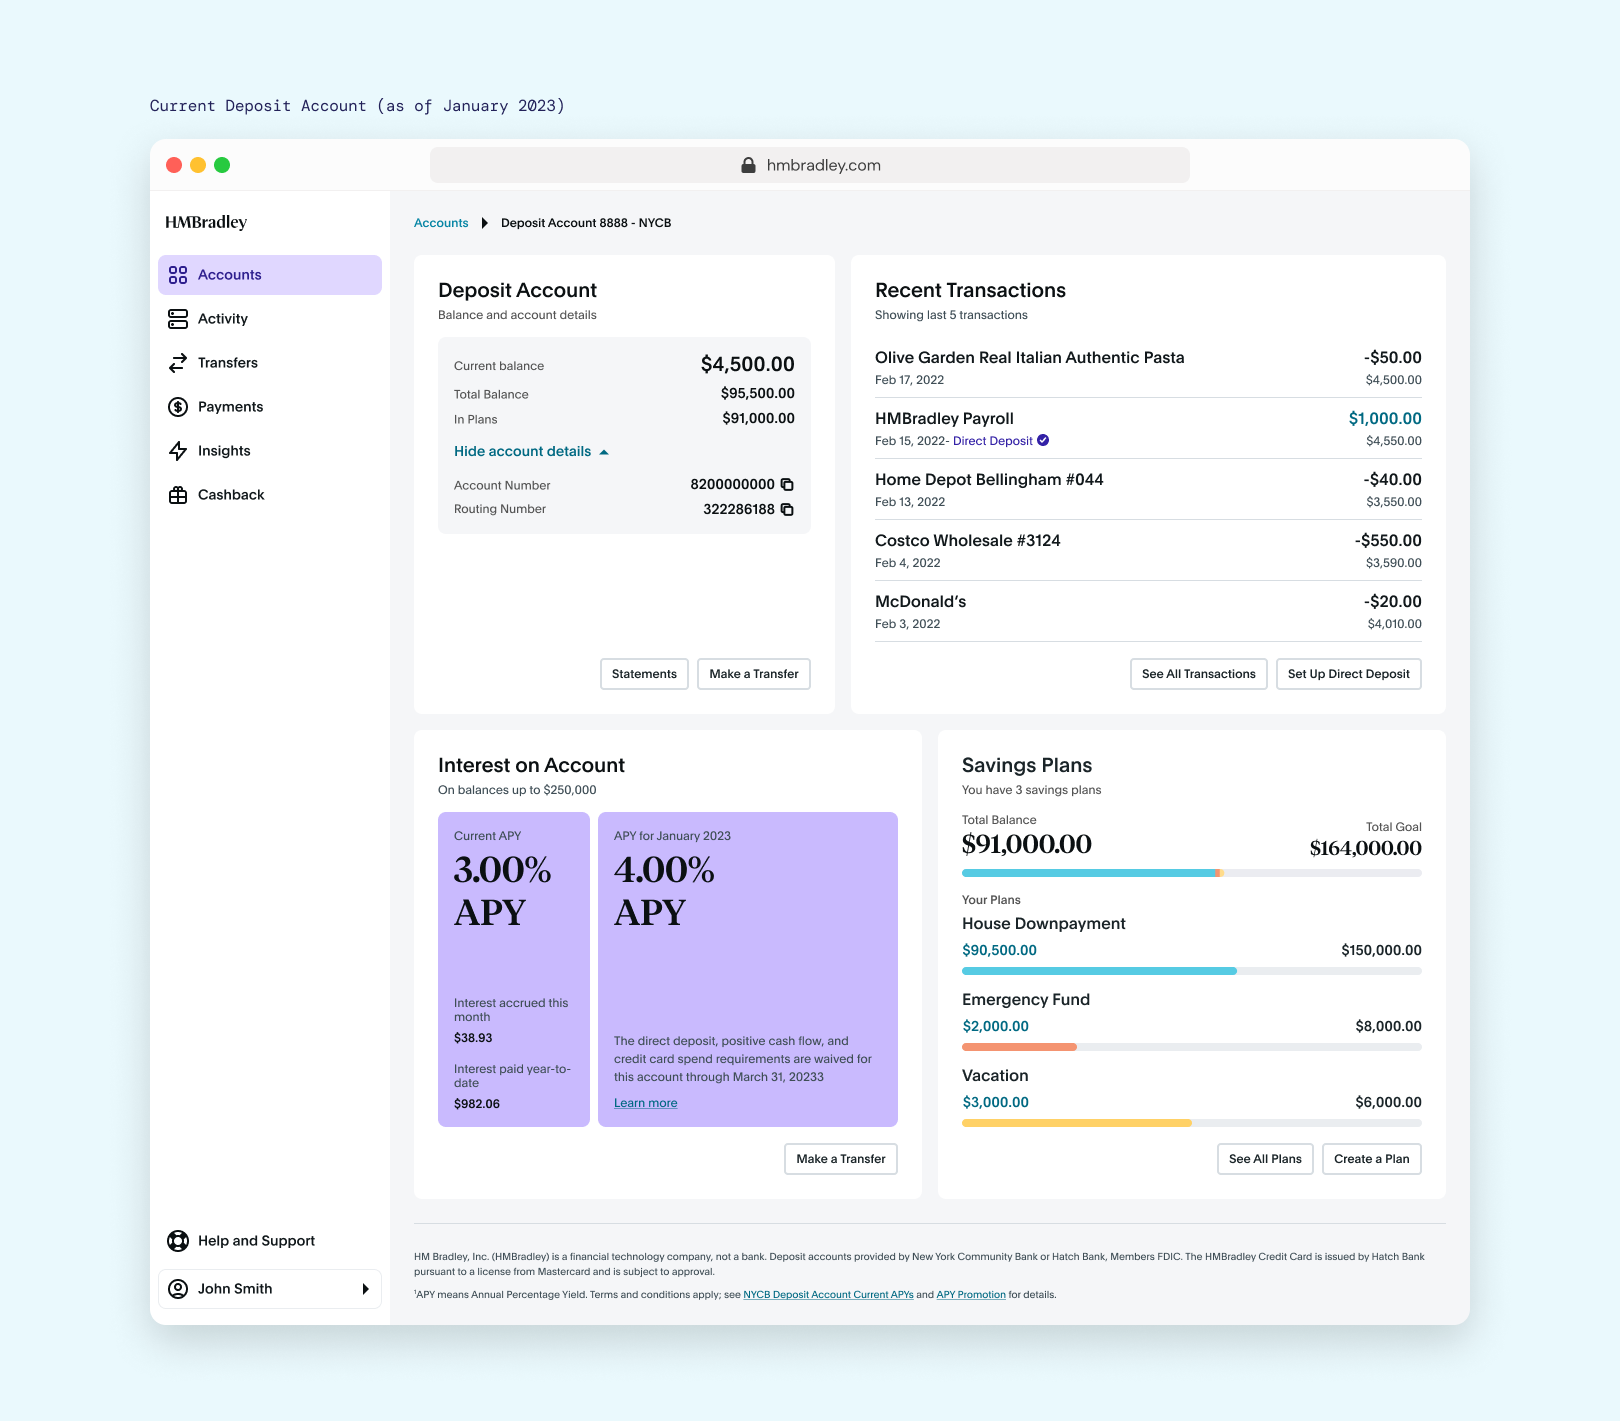 Current Deposit Account (as of January 2023)
hmbradley.com
HMBradley
Accounts
Activity
Transfers
Payments
Insights
Cashback
Help and Support
John Smith
Accounts Deposit Account 8888 - NYCB
Deposit Account
Balance and account details
Current balance $4,500.00
Total Balance $95,500.00
In Plans $91,000.00
Hide account details
Account Number 8200000000
Routing Number 322286188
Statements Make a Transfer
Recent Transactions
Showing last 5 transactions
Olive Garden Real Italian Authentic Pasta -$50.00
Feb 17, 2022 $4,500.00
HMBradley Payroll $1,000.00
Feb 15, 2022- Direct Deposit $4,550.00
Home Depot Bellingham #044 -$40.00
Feb 13, 2022 $3,550.00
Costco Wholesale #3124 -$550.00
Feb 4, 2022 $3,590.00
McDonald’s -$20.00
Feb 3, 2022 $4,010.00
See All Transactions Set Up Direct Deposit
Interest on Account
On balances up to $250,000
Current APY
3.00%
APY
Interest accrued this
month
$38.93
Interest paid year-to-
date
$982.06
APY for January 2023
4.00%
APY
The direct deposit, positive cash flow, and
credit card spend requirements are waived for
this account through March 31, 20233
Learn more
Make a Transfer
Savings Plans
You have 3 savings plans
Total Balance Total Goal
$91,000.00 $164,000.00
Your Plans
House Downpayment
$90,500.00 $150,000.00
Emergency Fund
$2,000.00 $8,000.00
Vacation
$3,000.00 $6,000.00
See All Plans Create a Plan
HM Bradley, Inc. (HMBradley) is a financial technology company, not a bank. Deposit accounts provided by New York Community Bank or Hatch Bank, Members FDIC. The HMBradley Credit Card is issued by Hatch Bank
pursuant to a license from Mastercard and is subject to approval.
¹APY means Annual Percentage Yield. Terms and conditions apply; see NYCB Deposit Account Current APYs and APY Promotion for details.